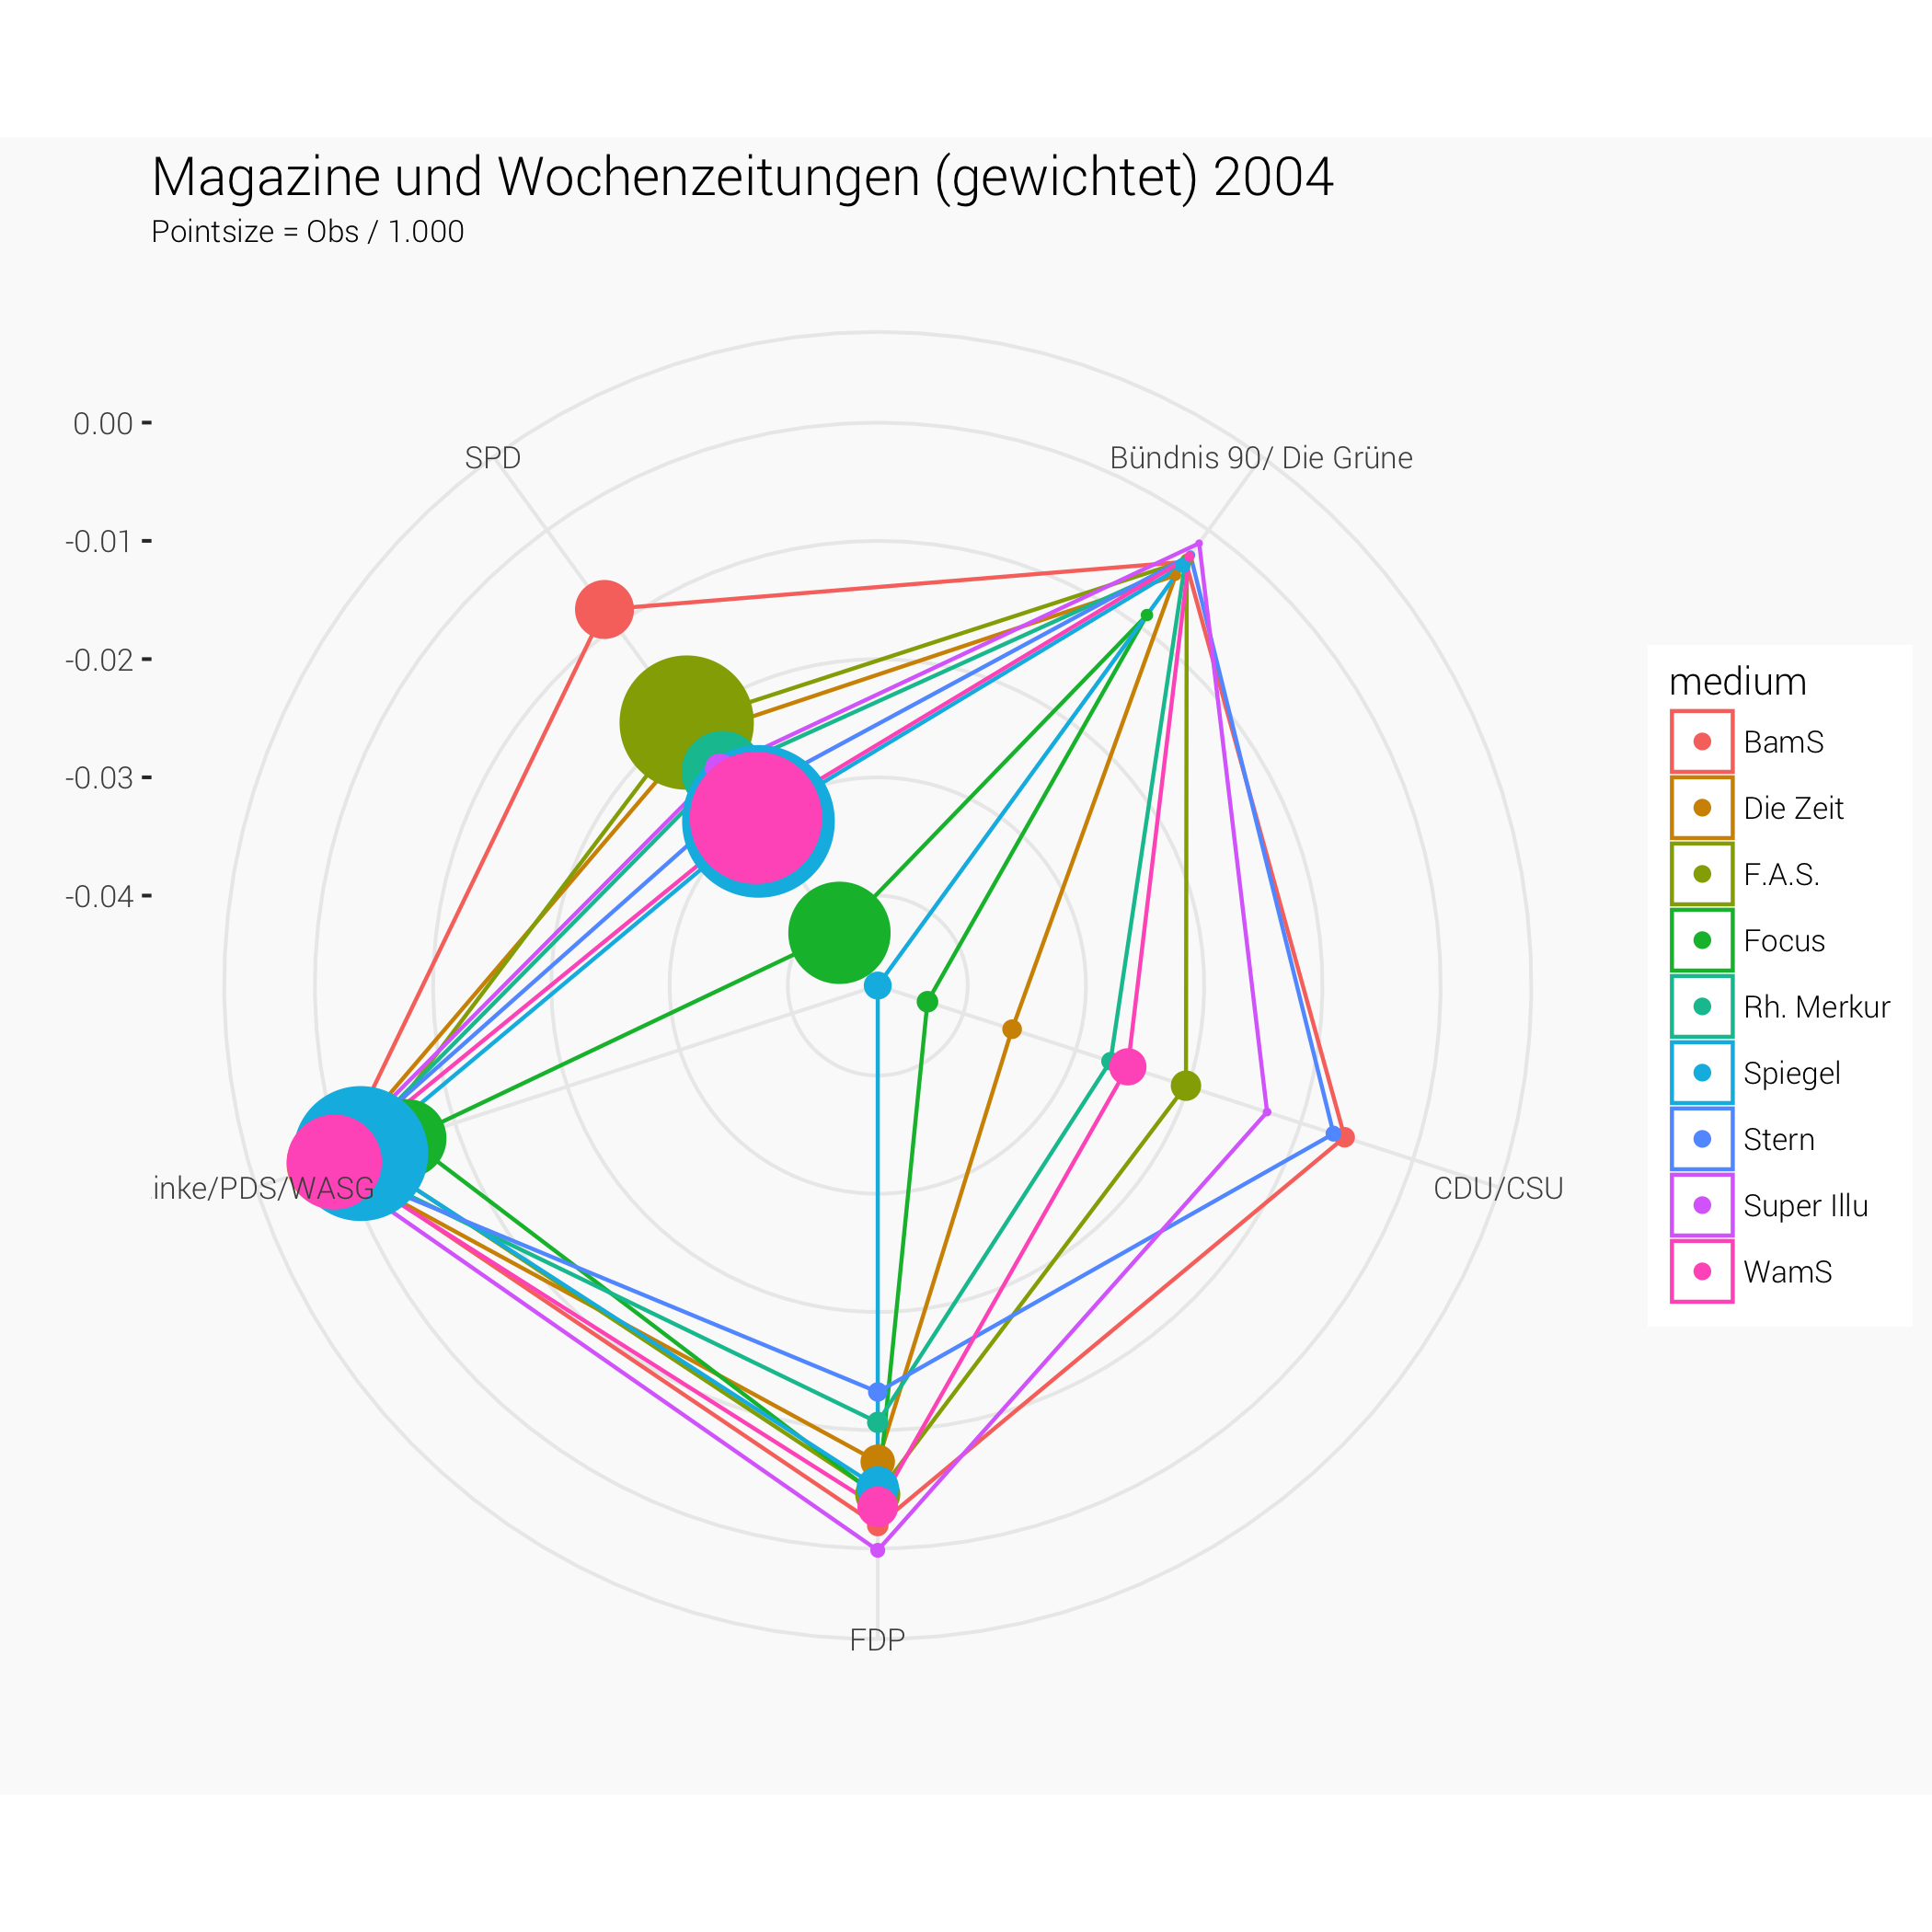 Magazine und Wochenzeitungen (gewichtet) 2004
Pointsize = Obs / 1.000
0.00
-0.01
-0.02
-0.03
-0.04
SPD
Bündnis 90/ Die Grüne
inke/PDS/WASG
CDU/CSU
FDP
medium
BamS
Die Zeit
F.A.S.
Focus
Rh. Merkur
Spiegel
Stern
Super Illu
WamS